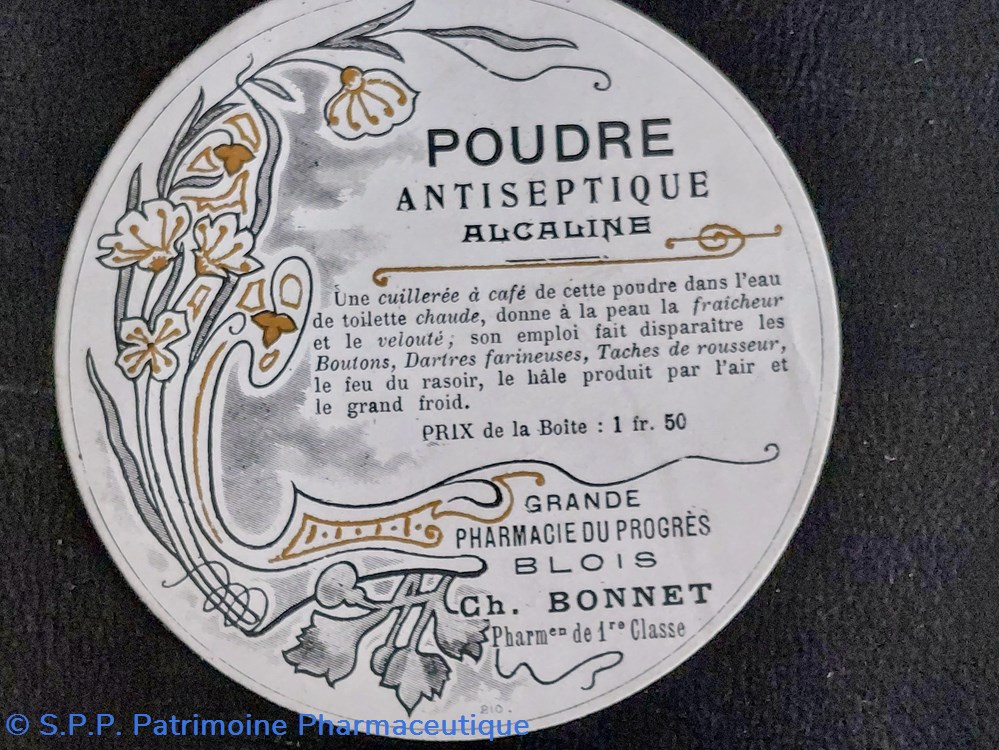 POUDRE
ANTISEPTIQUE
ALCALINE
Une cuillerée à café de cette poudre dans l'eau
de toilette chaude, donne à la peau la fraîcheur
et le velouté; son emploi fait disparaître les
Boutons, Dartres farineuses, Taches de rousseur,
le feu du rasoir, le hâle produit par l'air et
le grand froid.
PRIX de la Boîte : 1 fr. 50
GRANDE
PHARMACIE DU PROGRÈS
BLOIS
Ch. BONNET
Pharmᵉⁿ de 1ʳᵉ Classe
210.
© S.P.P. Patrimoine Pharmaceutique